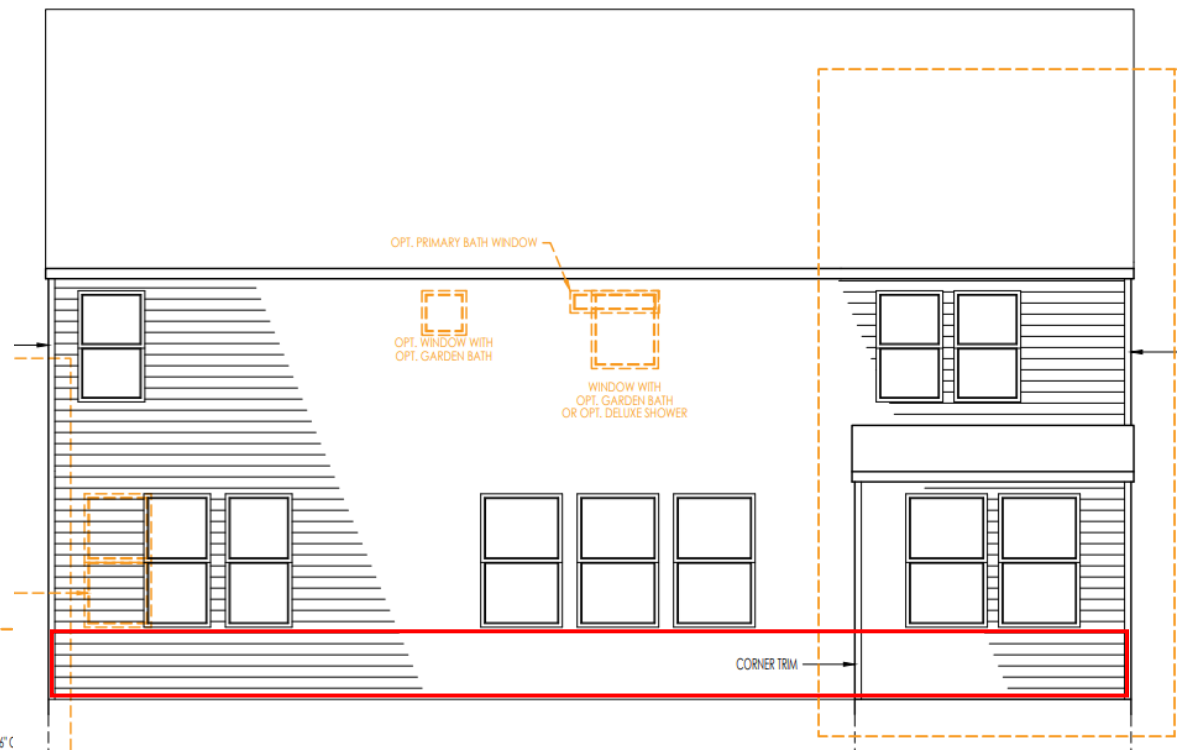 OPT. PRIMARY BATH WINDOW
OPT. WINDOW WITH
OPT. GARDEN BATH
WINDOW WITH
OPT. GARDEN BATH
OR OPT. DELUXE SHOWER
CORNER TRIM